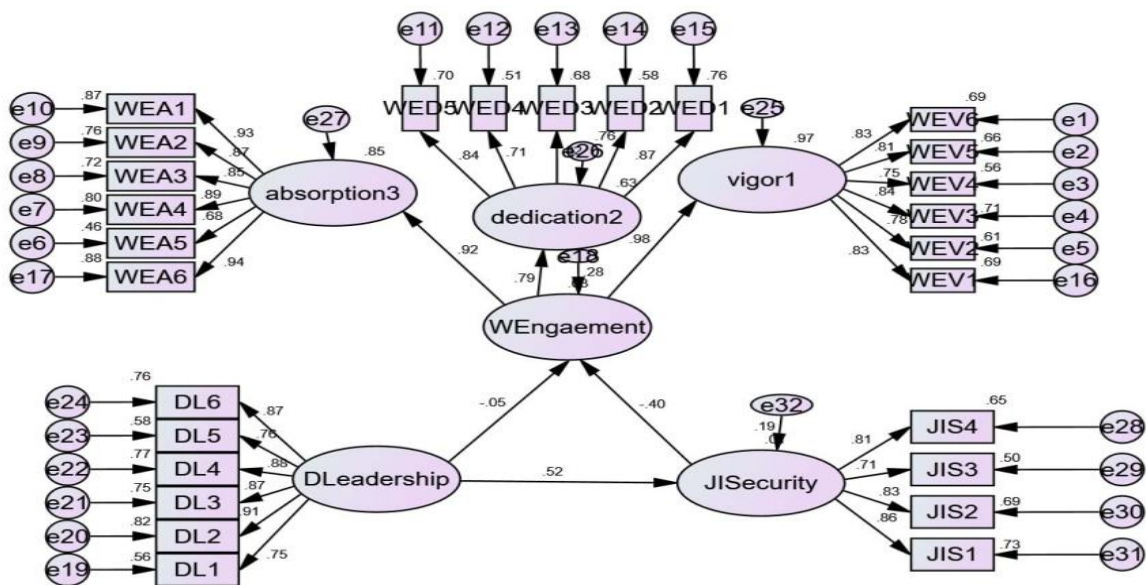 e11 e12 e13 e14 e15
.70 .51 .68 .58 .76
WED5 WED4 WED3 WED2 WED1
e10 .87 WEA1
e9 .76 WEA2
e8 .72 WEA3
e7 .80 WEA4
e6 .46 WEA5
e17 .88 WEA6
.93
.87
.85
.89
.68
.94
e27
.85
absorption3
.84 .71 .76 .87
e26
.63
dedication2
e25
.97
vigor1
.83
.81
.75
.84
.78
.83
.69
WEV6 e1
.66
WEV5 e2
.56
WEV4 e3
.71
WEV3 e4
.61
WEV2 e5
.69
WEV1 e16
.92 .79 .98
e18
.28
WEngaement
-.05 -.40
.76
e24 DL6
.58
e23 DL5
.77
e22 DL4
.75
e21 DL3
.82
e20 DL2
.56
e19 DL1
.87
.76
.88
.87
.91
.75
DLeadership
.52
e32
.19
JISecurity
.81
.71
.83
.86
.65
JIS4 e28
.50
JIS3 e29
.69
JIS2 e30
.73
JIS1 e31